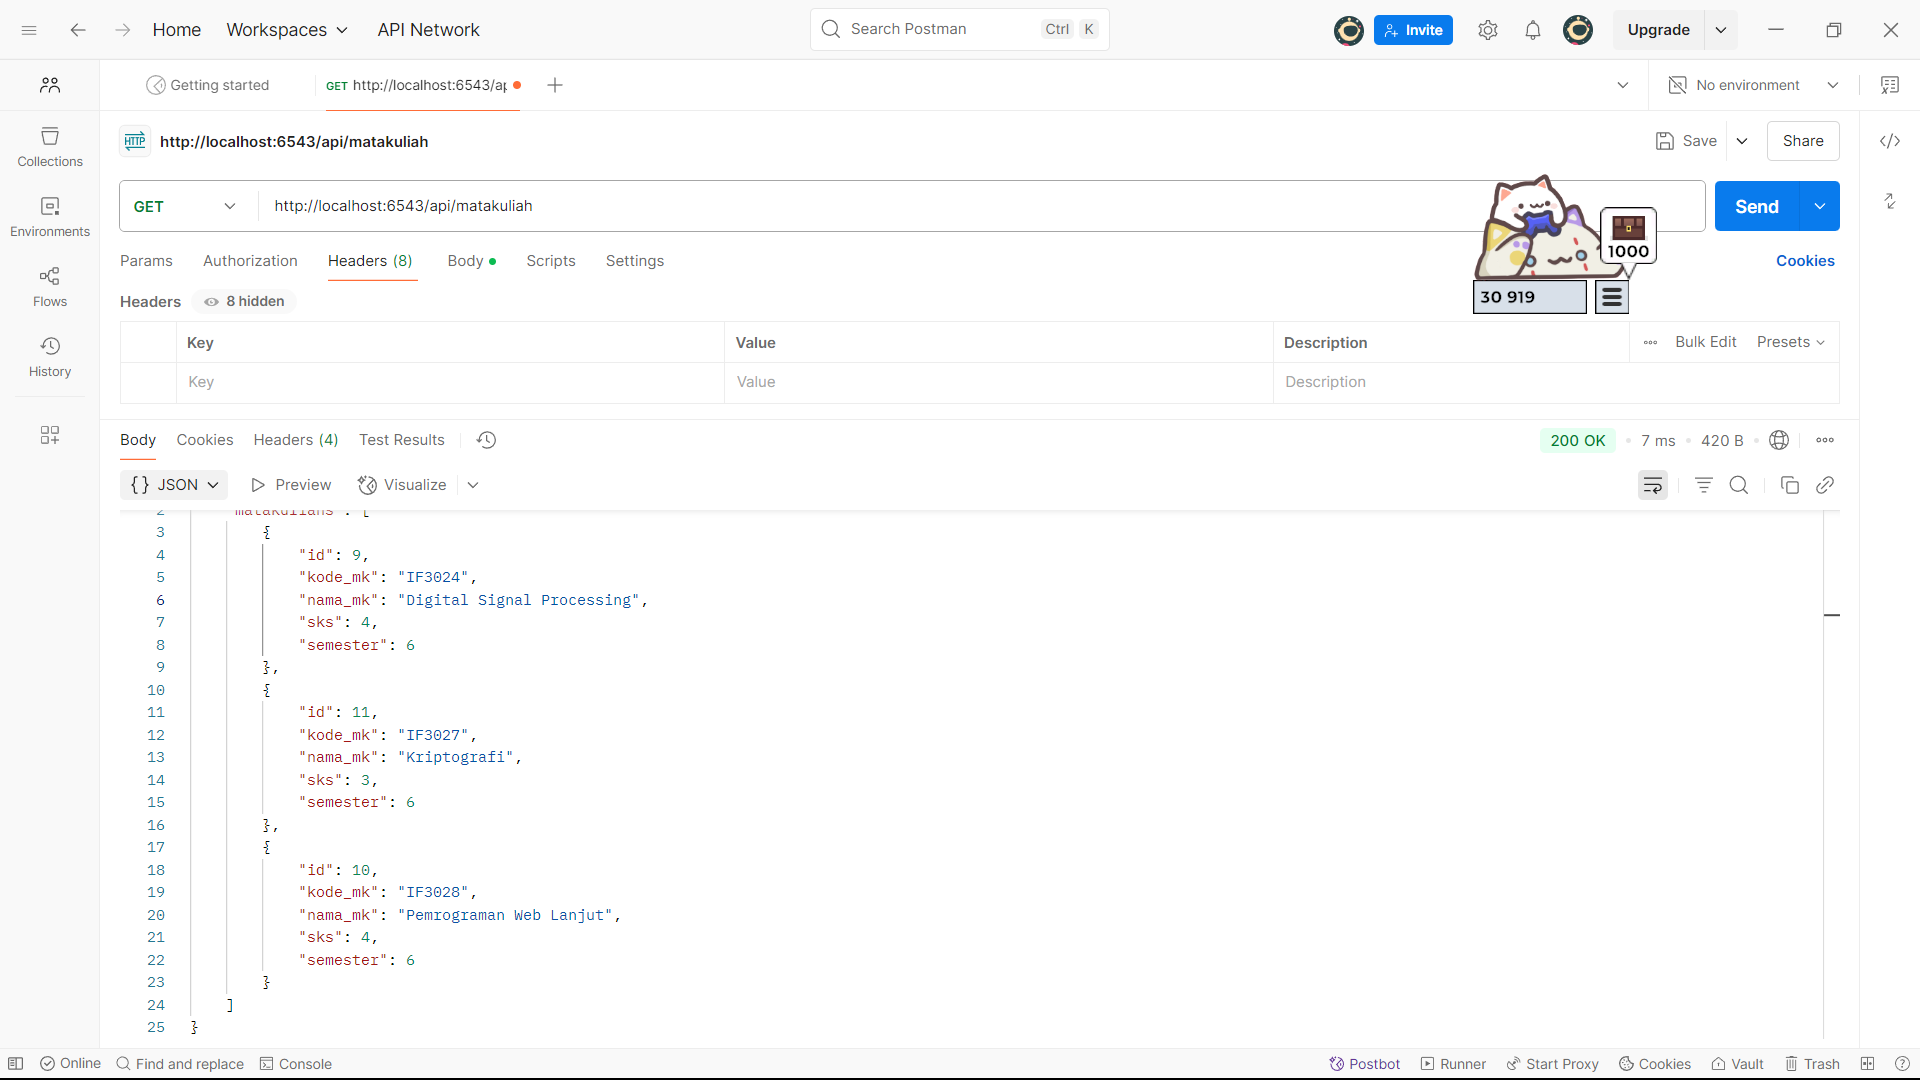 Home
Workspaces
API Network
Search Postman
Ctrl K
Invite
Upgrade
Getting started
GET http://localhost:6543/ap
No environment
HTTP
http://localhost:6543/api/matakuliah
Save
Share
GET
http://localhost:6543/api/matakuliah
Send
Params
Authorization
Headers (8)
Body
Scripts
Settings
Cookies
1000
30 919
Headers
8 hidden
Key
Value
Description
Bulk Edit
Presets
Key
Value
Description
Collections
Environments
Flows
History
Body
Cookies
Headers (4)
Test Results
200 OK
7 ms
420 B
{} JSON
Preview
Visualize
2 "matakuliahs": [
3 {
4 "id": 9,
5 "kode_mk": "IF3024",
6 "nama_mk": "Digital Signal Processing",
7 "sks": 4,
8 "semester": 6
9 },
10 {
11 "id": 11,
12 "kode_mk": "IF3027",
13 "nama_mk": "Kriptografi",
14 "sks": 3,
15 "semester": 6
16 },
17 {
18 "id": 10,
19 "kode_mk": "IF3028",
20 "nama_mk": "Pemrograman Web Lanjut",
21 "sks": 4,
22 "semester": 6
23 }
24 ]
25 }
Online
Find and replace
Console
Postbot
Runner
Start Proxy
Cookies
Vault
Trash